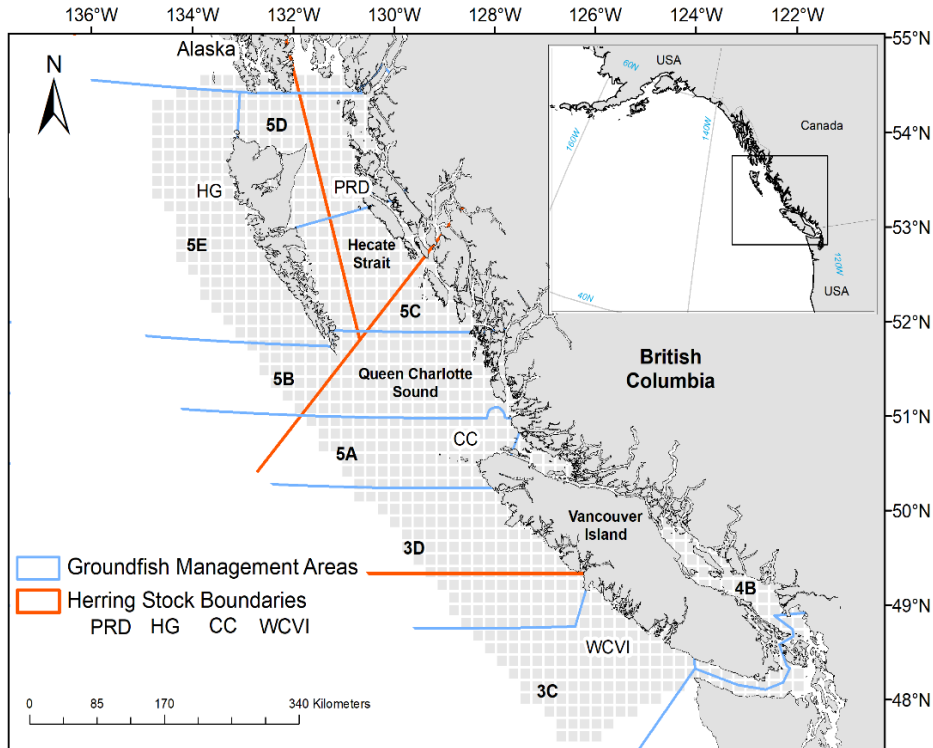 136°W 134°W 132°W 130°W 128°W 126°W 124°W 122°W
Alaska
55°N
N
USA
60N
160W
140W
Canada
5D
54°N
HG
PRD
53°N
5E
Hecate
Strait
120W
40N
USA
5C
52°N
5B
Queen Charlotte
Sound
British
Columbia
51°N
CC
5A
50°N
Vancouver
Island
3D
Groundfish Management Areas
4B
Herring Stock Boundaries
49°N
PRD HG CC WCVI
WCVI
3C
48°N
0 85 170 340 Kilometers